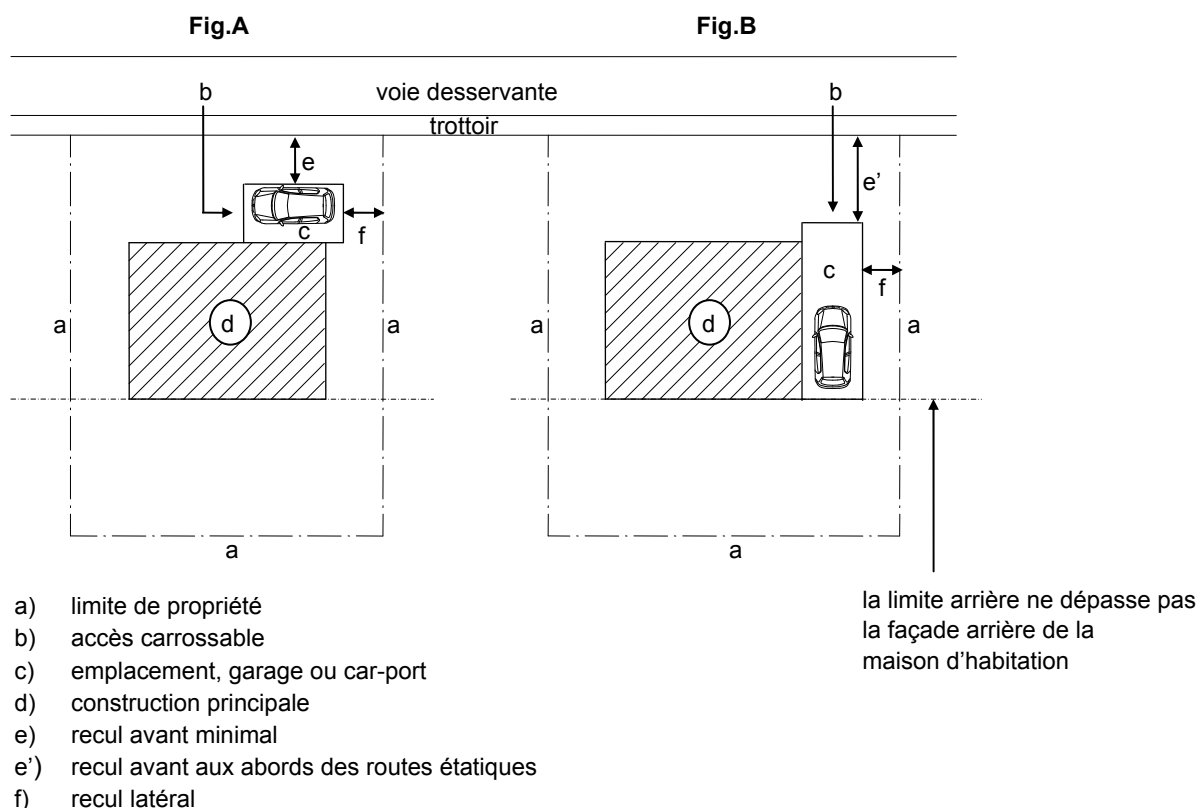 Fig.A Fig.B
b voie desservante b
trottoir
e e’
c f c f
a d a a d a
a a
a) limite de propriété
b) accès carrossable
c) emplacement, garage ou car-port
d) construction principale
e) recul avant minimal
e’) recul avant aux abords des routes étatiques
f) recul latéral
la limite arrière ne dépasse pas
la façade arrière de la
maison d’habitation